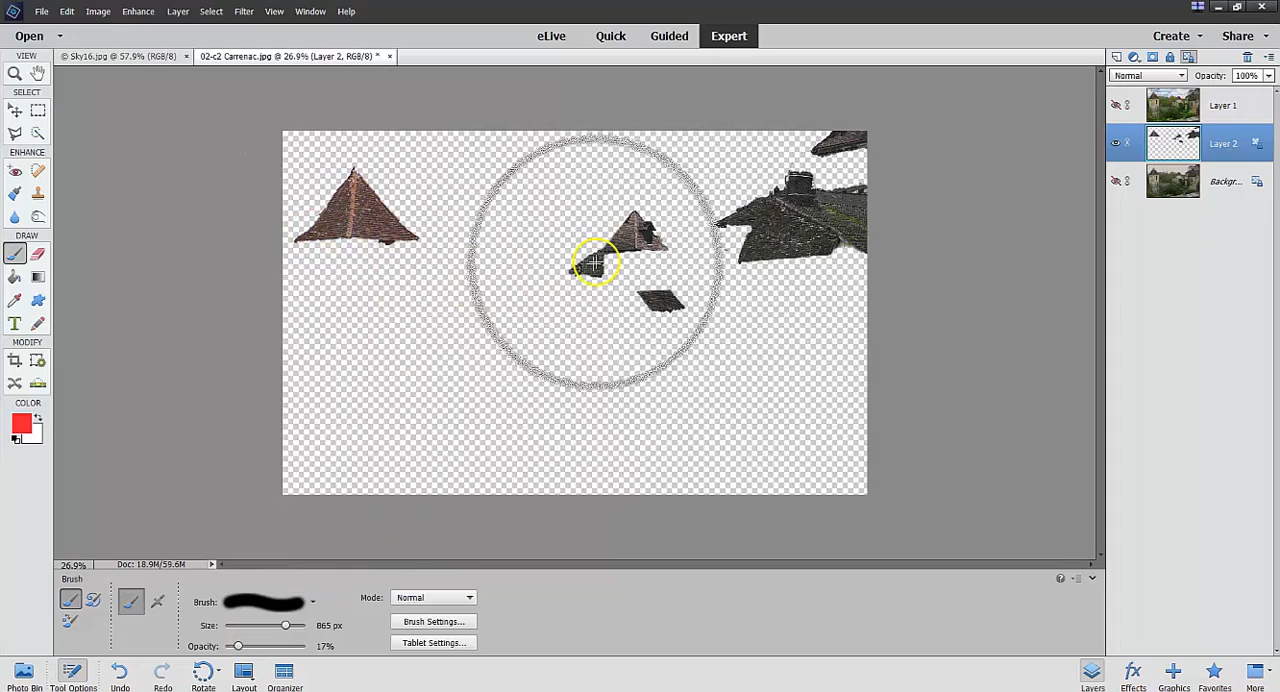 File Edit Image Enhance Layer Select Filter View Window Help
Open eLive Quick Guided Expert Create Share
VIEW © Sky16.jpg @ 57.9% (RGB/8) × 02-c2 Carrenac.jpg @ 26.9% (Layer 2, RGB/8) * ×
Normal Opacity: 100%
SELECT
Layer 1
Layer 2
ENHANCE
Backgr...
DRAW
T
MODIFY
COLOR
26.9% Doc: 18.9M/59.6M
Brush
Brush: Mode: Normal
Size: 865 px Brush Settings...
Opacity: 17% Tablet Settings...
Photo Bin Tool Options Undo Redo Rotate Layout Organizer Layers Effects Graphics Favorites More